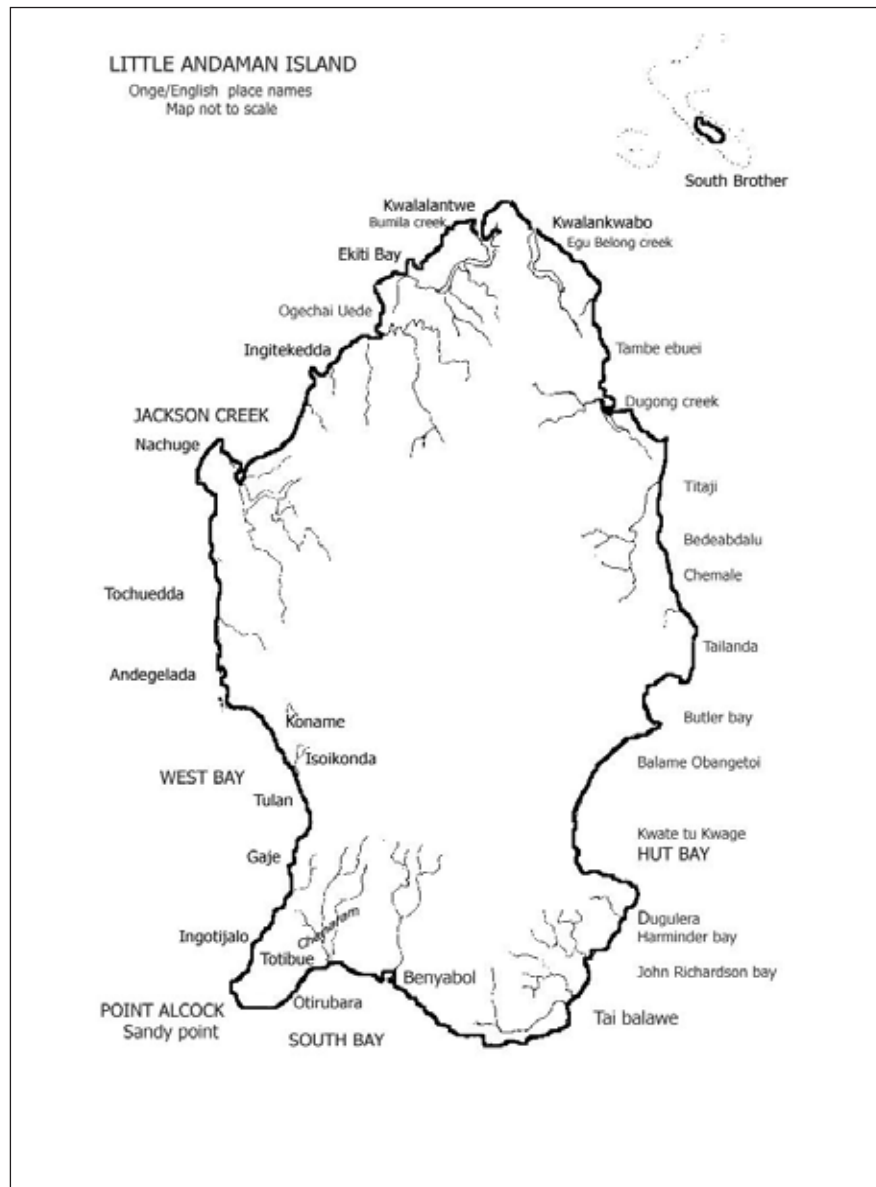 LITTLE ANDAMAN ISLAND
Onge/English place names
Map not to scale
South Brother
Kwalalantwe
Bumila creek
Kwalankwabo
Egu Belong creek
Ekiti Bay
Ogechai Uede
Ingitekedda
Tambe ebuei
Dugong creek
JACKSON CREEK
Nachuge
Titaji
Bedeabdalu
Chemale
Tochuedda
Tailanda
Andegelada
Koname
Butler bay
Isoikonda
Balame Obangetoi
WEST BAY
Tulan
Kwate tu Kwage
HUT BAY
Gaje
Dugulera
Harminder bay
Ingotijalo
Totibue
Benyabol
John Richardson bay
POINT ALCOCK
Sandy point
Otirubara
Tai balawe
SOUTH BAY